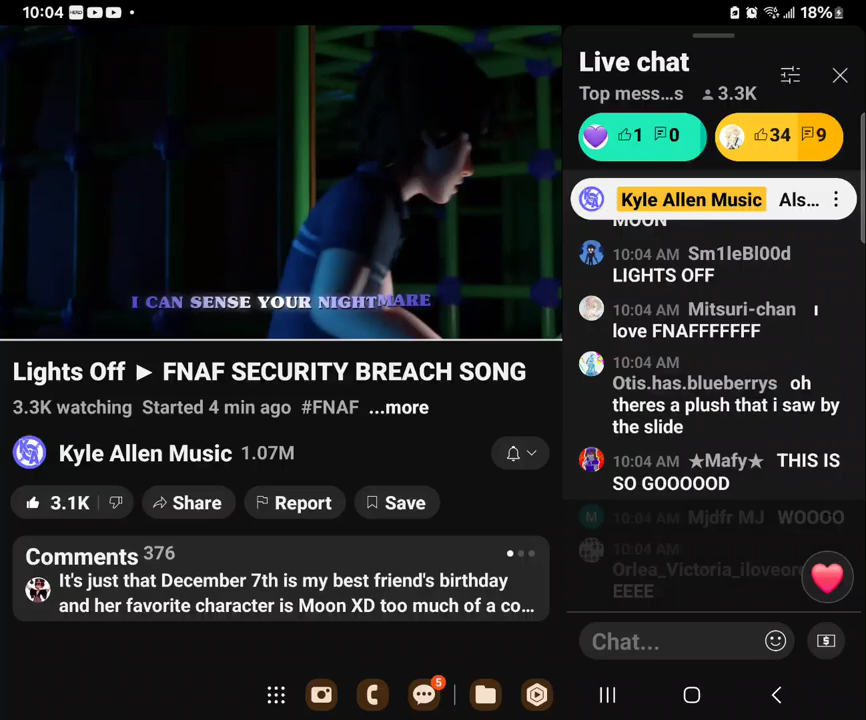 10:04
18%
I CAN SENSE YOUR NIGHTMARE
Lights Off ► FNAF SECURITY BREACH SONG
3.3K watching Started 4 min ago #FNAF ...more
Kyle Allen Music 1.07M
3.1K
Share
Report
Save
Comments 376
It's just that December 7th is my best friend's birthday
and her favorite character is Moon XD too much of a co...
5
Live chat
Top mess...s 3.3K
1 0
34 9
Kyle Allen Music Als...
MOON
10:04 AM Sm1leBl00d
LIGHTS OFF
10:04 AM Mitsuri-chan I
love FNAFFFFFFF
10:04 AM
Otis.has.blueberrys oh
theres a plush that i saw by
the slide
10:04 AM ★Mafy★ THIS IS
SO GOOOOOD
M 10:04 AM Mjdfr MJ WOOGO
10:04 AM
EEEE
Chat...